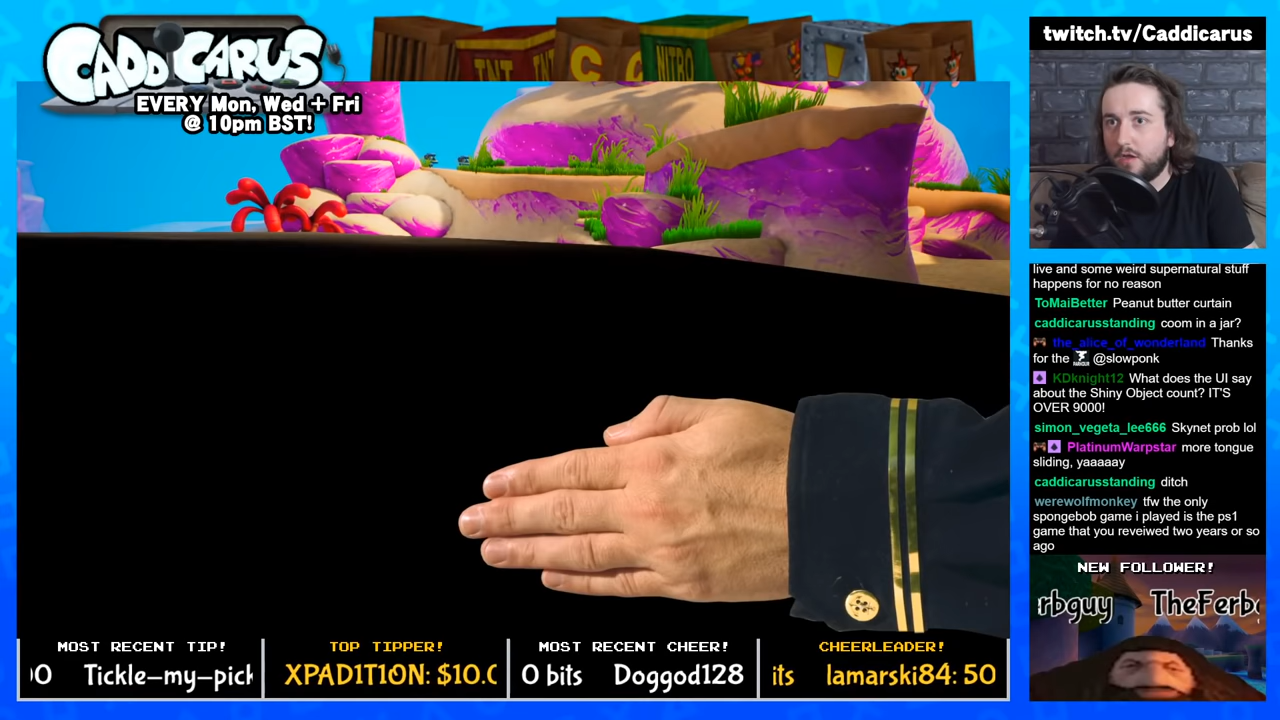 CADDICARUS
EVERY Mon, Wed + Fri
@ 10pm BST!
TNT
TNT
C
C
NITRO
twitch.tv/Caddicarus
live and some weird supernatural stuff
happens for no reason
ToMaiBetter Peanut butter curtain
caddicarusstanding coom in a jar?
the_alice_of_wonderland Thanks
for the @slowponk
KDknight12 What does the UI say
about the Shiny Object count? IT'S
OVER 9000!
simon_vegeta_lee666 Skynet prob lol
PlatinumWarpstar more tongue
sliding, yaaaaay
caddicarusstanding ditch
werewolfmonkey tfw the only
spongebob game i played is the ps1
game that you reveiwed two years or so
ago
NEW FOLLOWER!
rbguy TheFerb
MOST RECENT TIP!
0 Tickle-my-pick
TOP TIPPER!
XPAD1T1ON: $10.0
MOST RECENT CHEER!
0 bits Doggod128
CHEERLEADER!
its lamarski84: 50